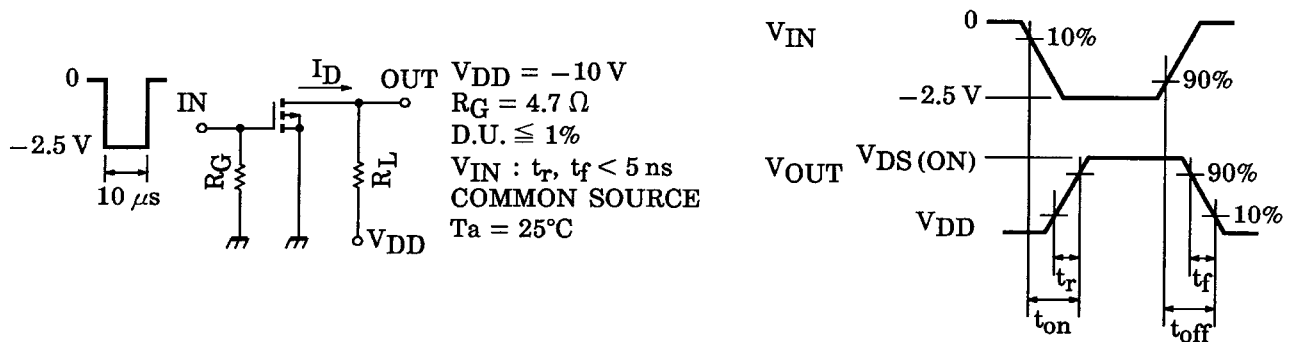 0
-2.5 V
10 μs
IN
R_G
I_D
OUT
R_L
V_DD
V_DD = -10 V
R_G = 4.7 Ω
D.U. ≦ 1%
V_IN : t_r, t_f < 5 ns
COMMON SOURCE
Ta = 25°C
V_IN
0
10%
90%
-2.5 V
V_OUT
V_DS (ON)
90%
10%
V_DD
t_r
t_f
t_on
t_off